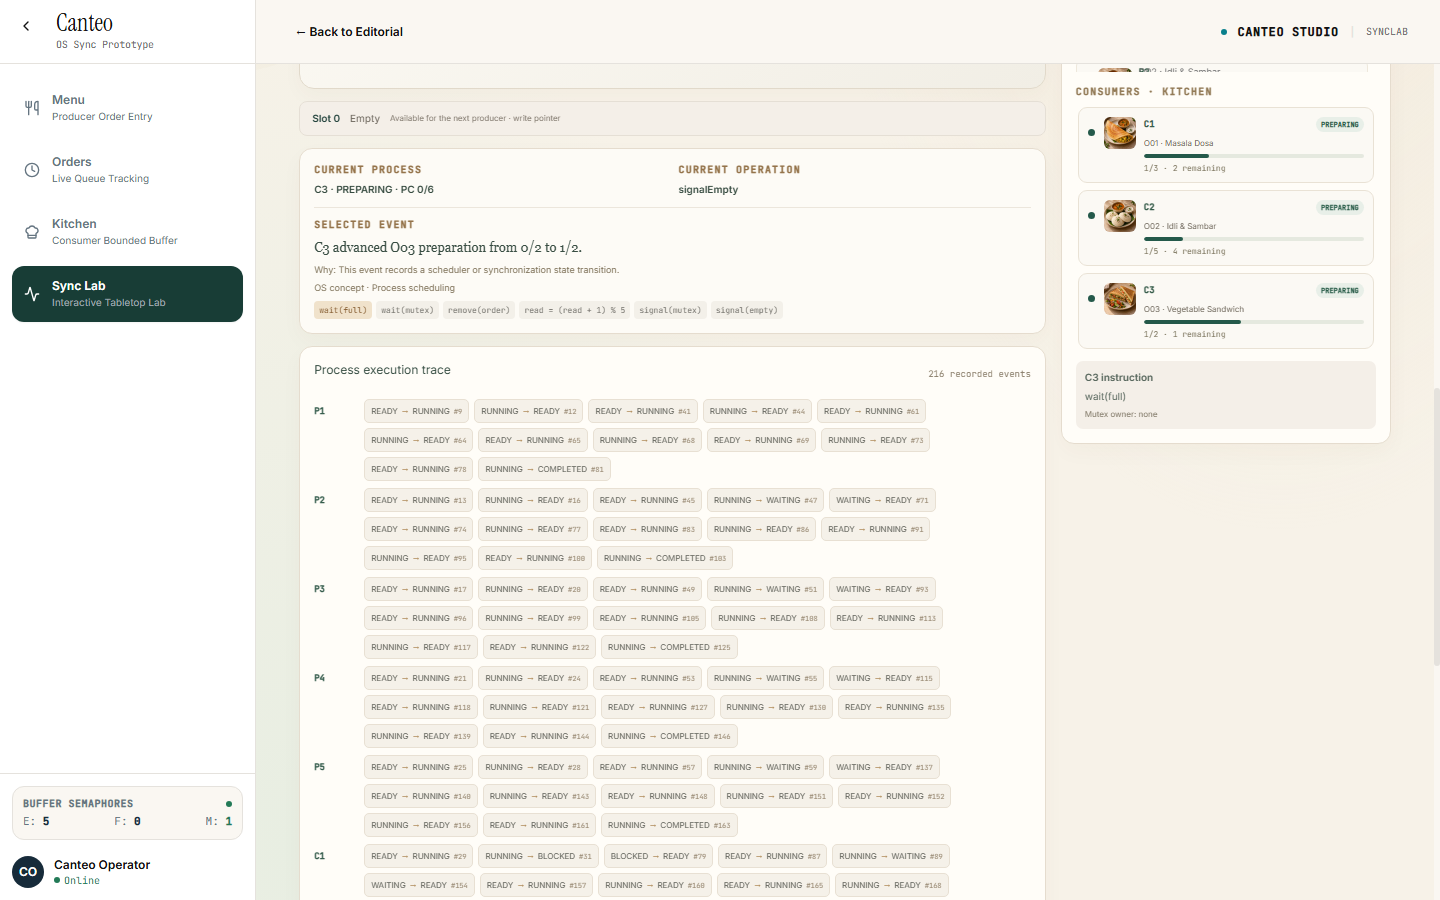 Canteo
OS Sync Prototype
← Back to Editorial
CANTEO STUDIO
SYNCLAB
Menu
Producer Order Entry
Orders
Live Queue Tracking
Kitchen
Consumer Bounded Buffer
Sync Lab
Interactive Tabletop Lab
BUFFER SEMAPHORES
E: 5 F: 0 M: 1
CO
Canteo Operator
Online
Slot 0 Empty Available for the next producer · write pointer
CURRENT PROCESS
C3 · PREPARING · PC 0/6
CURRENT OPERATION
signalEmpty
SELECTED EVENT
C3 advanced O03 preparation from 0/2 to 1/2.
Why: This event records a scheduler or synchronization state transition.
OS concept · Process scheduling
wait(full) wait(mutex) remove(order) read = (read + 1) % 5 signal(mutex) signal(empty)
Process execution trace
216 recorded events
P1
READY → RUNNING #9 RUNNING → READY #12 READY → RUNNING #41 RUNNING → READY #44 READY → RUNNING #61
RUNNING → READY #64 READY → RUNNING #65 RUNNING → READY #68 READY → RUNNING #69 RUNNING → READY #73
READY → RUNNING #78 RUNNING → COMPLETED #81
P2
READY → RUNNING #13 RUNNING → READY #16 READY → RUNNING #45 RUNNING → WAITING #47 WAITING → READY #71
READY → RUNNING #74 RUNNING → READY #77 READY → RUNNING #83 RUNNING → READY #86 READY → RUNNING #91
RUNNING → READY #95 READY → RUNNING #100 RUNNING → COMPLETED #103
P3
READY → RUNNING #17 RUNNING → READY #20 READY → RUNNING #49 RUNNING → WAITING #51 WAITING → READY #93
READY → RUNNING #96 RUNNING → READY #99 READY → RUNNING #105 RUNNING → READY #108 READY → RUNNING #113
RUNNING → READY #117 READY → RUNNING #122 RUNNING → COMPLETED #125
P4
READY → RUNNING #21 RUNNING → READY #24 READY → RUNNING #53 RUNNING → WAITING #55 WAITING → READY #115
READY → RUNNING #118 RUNNING → READY #121 READY → RUNNING #127 RUNNING → READY #130 READY → RUNNING #135
RUNNING → READY #139 READY → RUNNING #144 RUNNING → COMPLETED #146
P5
READY → RUNNING #25 RUNNING → READY #28 READY → RUNNING #57 RUNNING → WAITING #59 WAITING → READY #137
READY → RUNNING #140 RUNNING → READY #143 READY → RUNNING #148 RUNNING → READY #151 READY → RUNNING #152
RUNNING → READY #156 READY → RUNNING #161 RUNNING → COMPLETED #163
C1
READY → RUNNING #29 RUNNING → BLOCKED #31 BLOCKED → READY #79 READY → RUNNING #87 RUNNING → WAITING #89
WAITING → READY #154 READY → RUNNING #157 RUNNING → READY #160 READY → RUNNING #165 RUNNING → READY #168
· Idli & Sambar
CONSUMERS · KITCHEN
C1 PREPARING
O01 · Masala Dosa
1/3 · 2 remaining
C2 PREPARING
O02 · Idli & Sambar
1/5 · 4 remaining
C3 PREPARING
O03 · Vegetable Sandwich
1/2 · 1 remaining
C3 instruction
wait(full)
Mutex owner: none